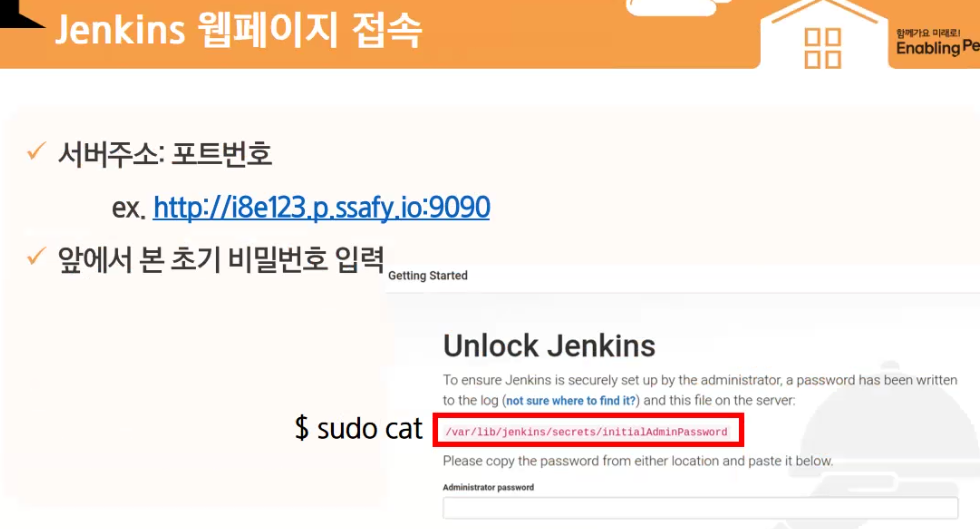 Jenkins 웹페이지 접속
함께가요 미래로!
Enabling Pe
✓ 서버주소: 포트번호
ex. http://i8e123.p.ssafy.io:9090
✓ 앞에서 본 초기 비밀번호 입력
Getting Started
Unlock Jenkins
To ensure Jenkins is securely set up by the administrator, a password has been written
to the log (not sure where to find it?) and this file on the server:
$ sudo cat /var/lib/jenkins/secrets/initialAdminPassword
Please copy the password from either location and paste it below.
Administrator password